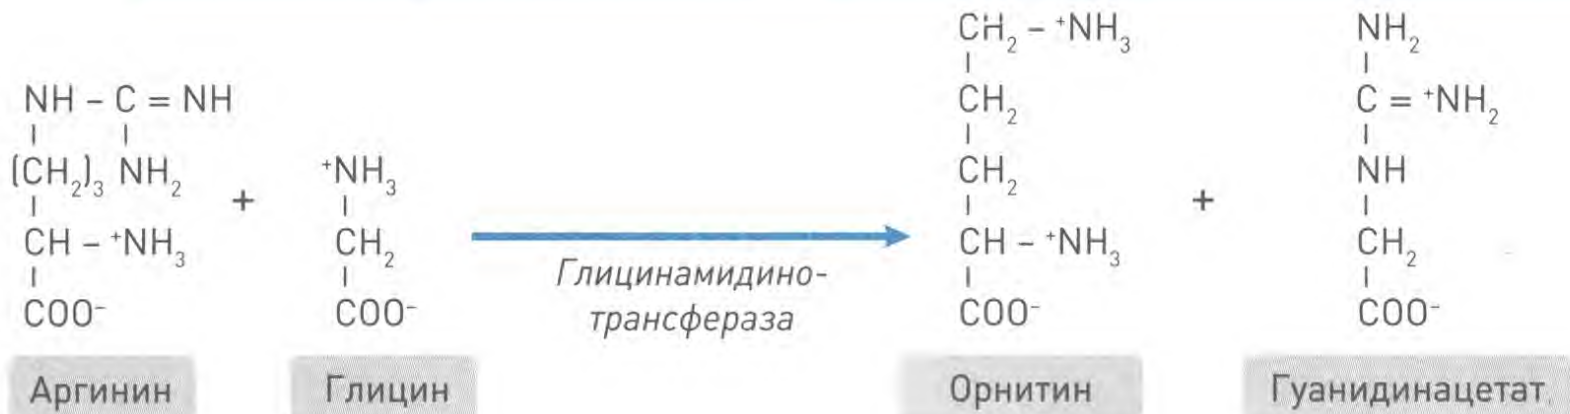 NH – C = NH
(CH₂)₃ NH₂
CH – ⁺NH₃
COO⁻
Аргинин
+
⁺NH₃
CH₂
COO⁻
Глицин
Глицинамидино-
трансфераза
CH₂ – ⁺NH₃
CH₂
CH₂
CH – ⁺NH₃
COO⁻
Орнитин
+
NH₂
C = ⁺NH₂
NH
CH₂
COO⁻
Гуанидинацетат